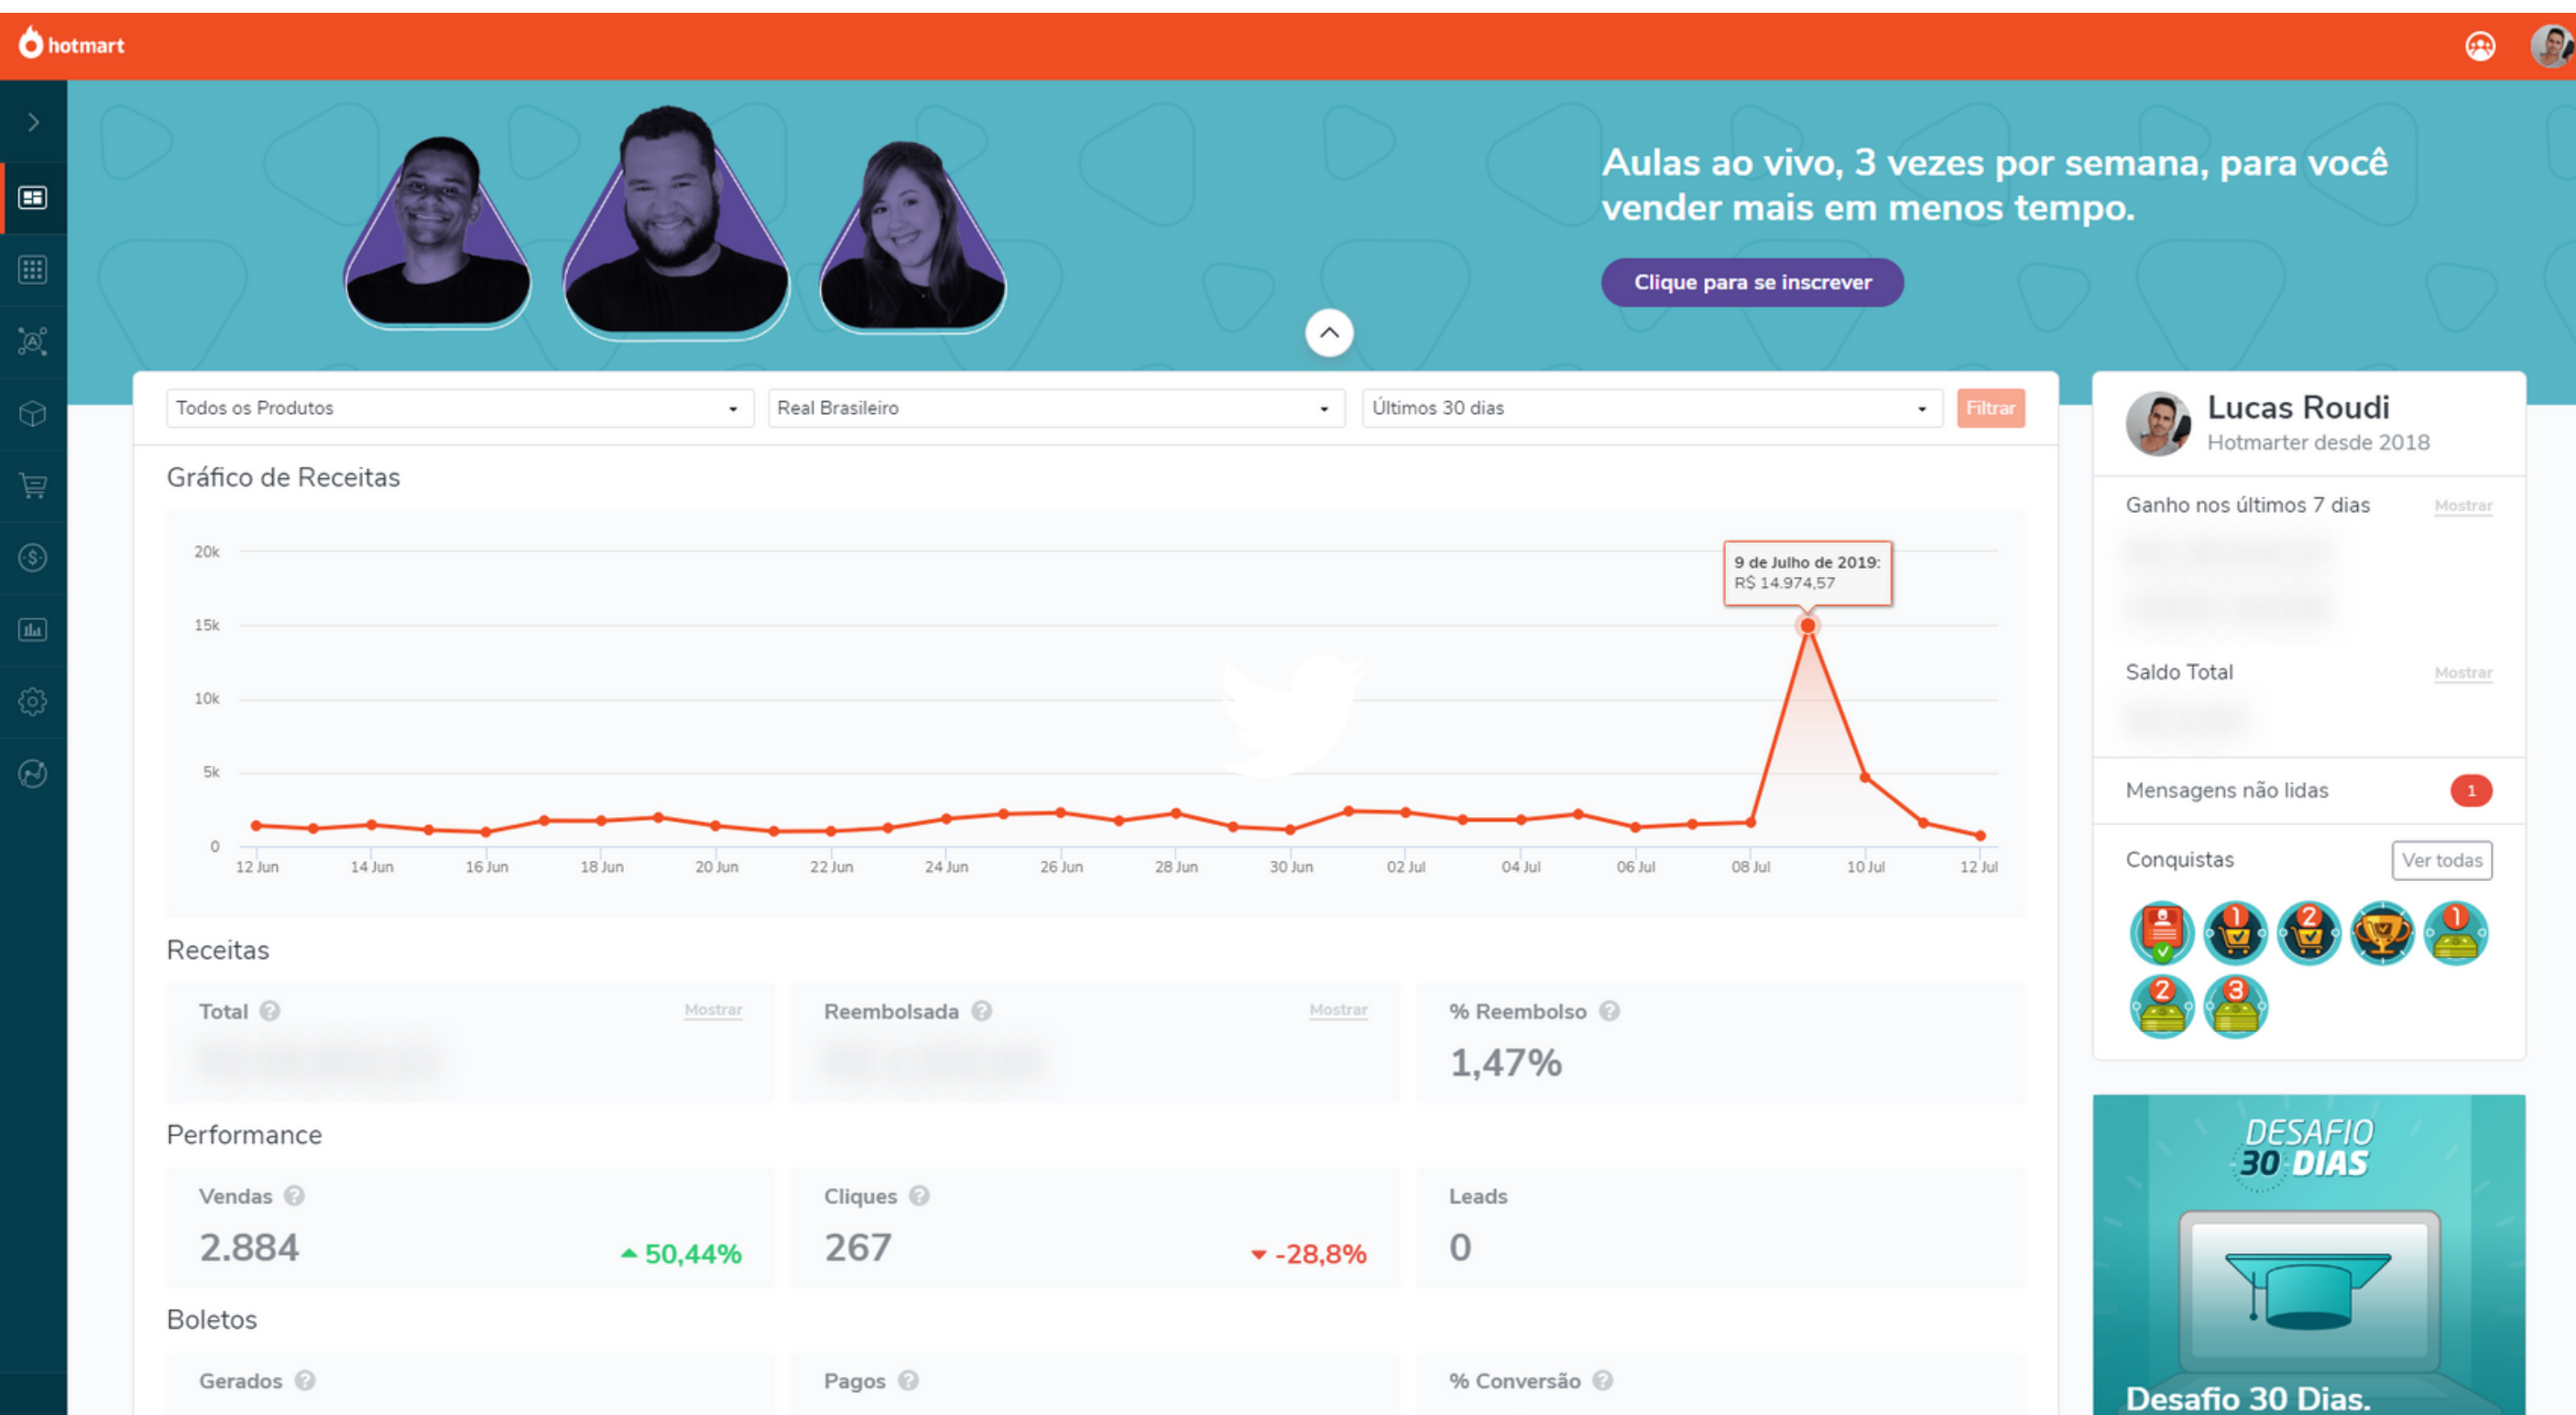 hotmart
Aulas ao vivo, 3 vezes por semana, para você
vender mais em menos tempo.
Clique para se inscrever
Todos os Produtos
Real Brasileiro
Últimos 30 dias
Filtrar
Gráfico de Receitas
20k
15k
10k
5k
0
9 de Julho de 2019:
R$ 14.974,57
12 Jun 14 Jun 16 Jun 18 Jun 20 Jun 22 Jun 24 Jun 26 Jun 28 Jun 30 Jun 02 Jul 04 Jul 06 Jul 08 Jul 10 Jul 12 Jul
Receitas
Total ? Mostrar
Reembolsada ? Mostrar
% Reembolso ?
1,47%
Performance
Vendas ?
2.884 50,44%
Cliques ?
267 -28,8%
Leads
0
Boletos
Gerados ?
Pagos ?
% Conversão ?
Lucas Roudi
Hotmarter desde 2018
Ganho nos últimos 7 dias Mostrar
Saldo Total Mostrar
Mensagens não lidas 1
Conquistas Ver todas
1 2 1
2 3
DESAFIO
30 DIAS
Desafio 30 Dias.